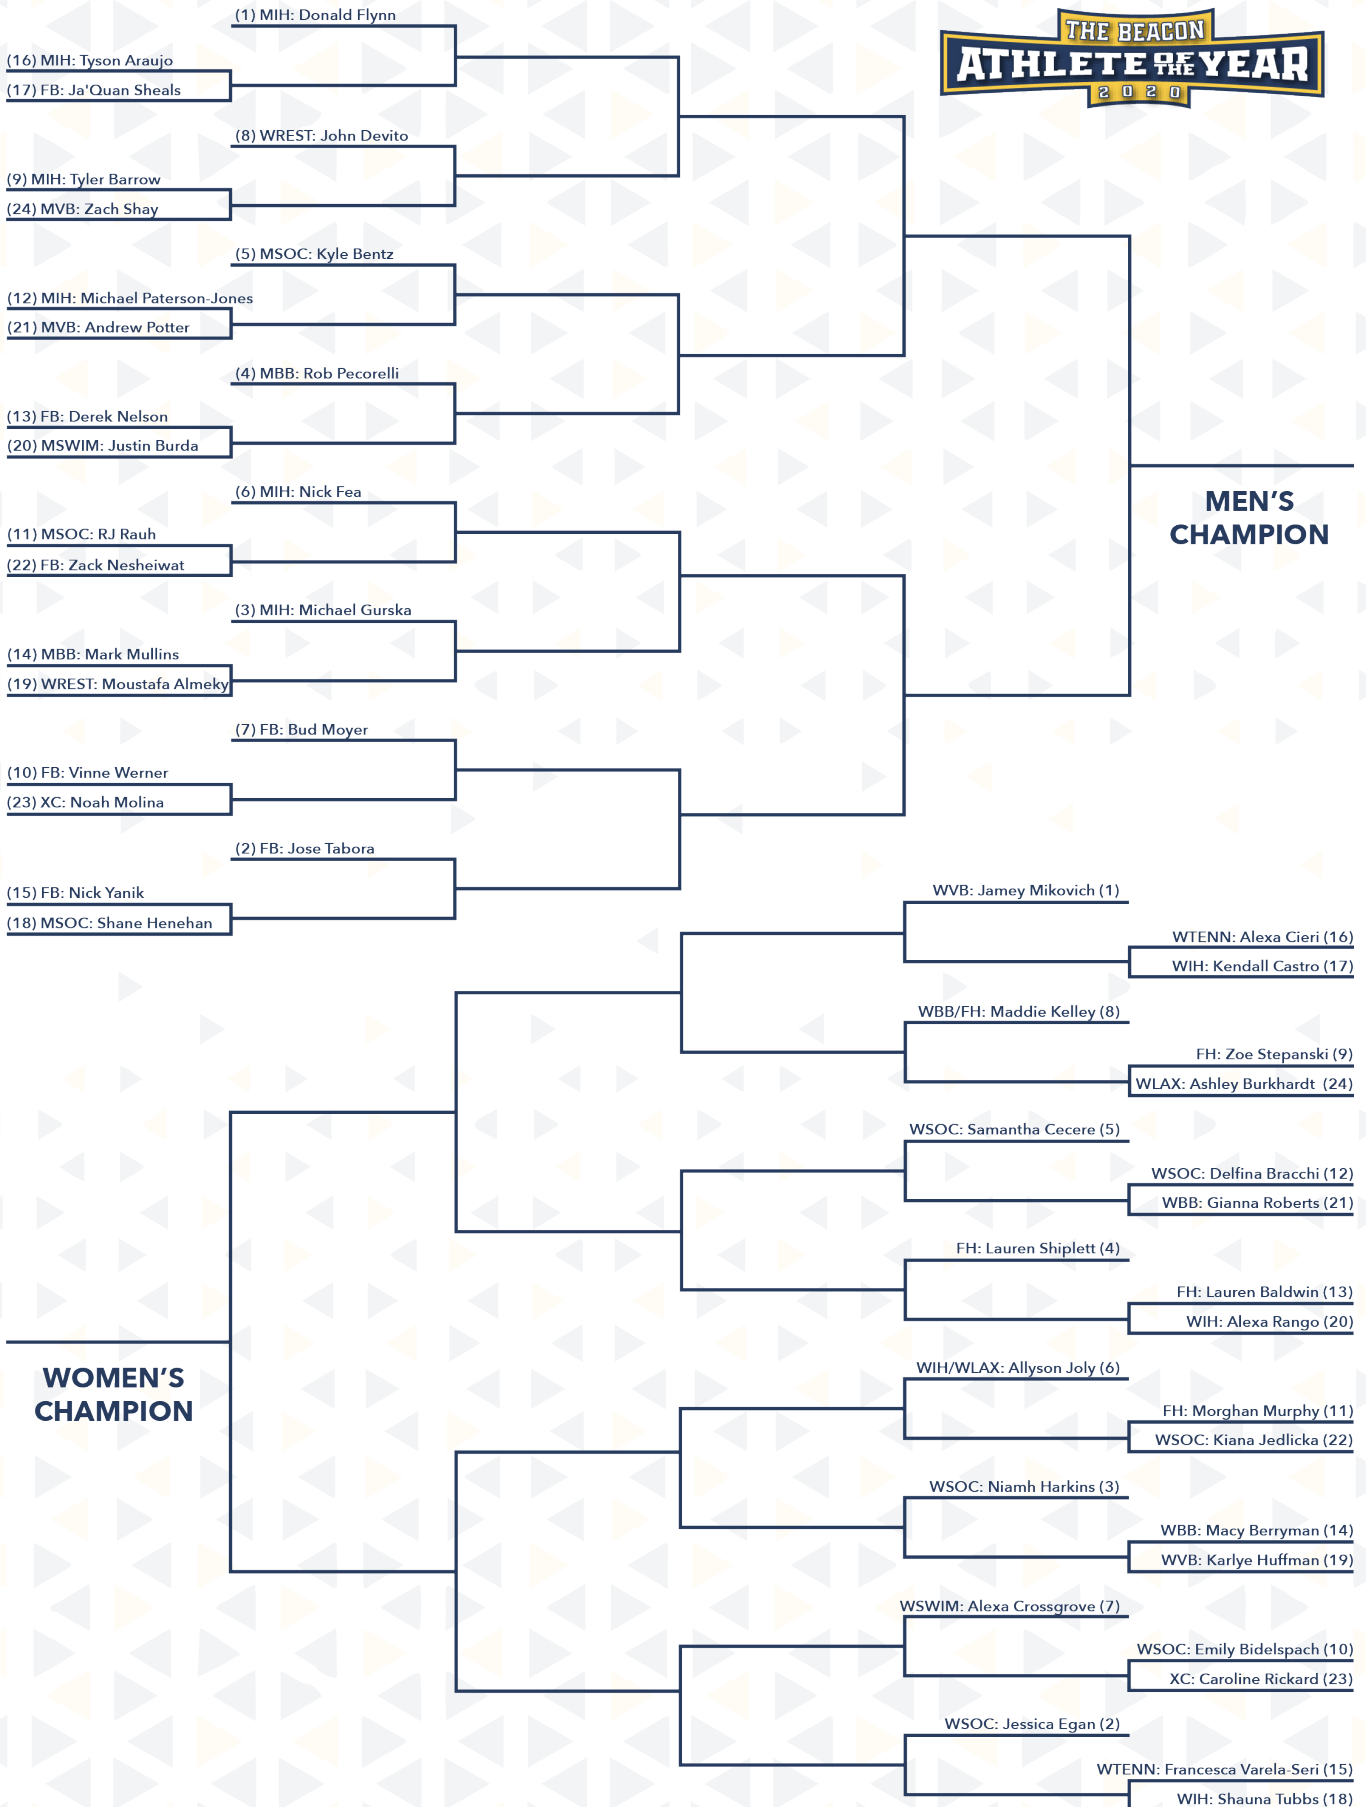 THE BEACON
ATHLETE OF THE YEAR
2020
(1) MIH: Donald Flynn
(16) MIH: Tyson Araujo
(17) FB: Ja'Quan Sheals
(8) WREST: John Devito
(9) MIH: Tyler Barrow
(24) MVB: Zach Shay
(5) MSOC: Kyle Bentz
(12) MIH: Michael Paterson-Jones
(21) MVB: Andrew Potter
(4) MBB: Rob Pecorelli
(13) FB: Derek Nelson
(20) MSWIM: Justin Burda
(6) MIH: Nick Fea
(11) MSOC: RJ Rauh
(22) FB: Zack Nesheiwat
(3) MIH: Michael Gurska
(14) MBB: Mark Mullins
(19) WREST: Moustafa Almeky
(7) FB: Bud Moyer
(10) FB: Vinne Werner
(23) XC: Noah Molina
(2) FB: Jose Tabora
(15) FB: Nick Yanik
(18) MSOC: Shane Henehan
MEN'S
CHAMPION
WVB: Jamey Mikovich (1)
WTENN: Alexa Cieri (16)
WIH: Kendall Castro (17)
WBB/FH: Maddie Kelley (8)
FH: Zoe Stepanski (9)
WLAX: Ashley Burkhardt (24)
WSOC: Samantha Cecere (5)
WSOC: Delfina Bracchi (12)
WBB: Gianna Roberts (21)
FH: Lauren Shiplett (4)
FH: Lauren Baldwin (13)
WIH: Alexa Rango (20)
WIH/WLAX: Allyson Joly (6)
FH: Morghan Murphy (11)
WSOC: Kiana Jedlicka (22)
WSOC: Niamh Harkins (3)
WBB: Macy Berryman (14)
WVB: Karlye Huffman (19)
WSWIM: Alexa Crossgrove (7)
WSOC: Emily Bidelspach (10)
XC: Caroline Rickard (23)
WSOC: Jessica Egan (2)
WTENN: Francesca Varela-Seri (15)
WIH: Shauna Tubbs (18)
WOMEN'S
CHAMPION